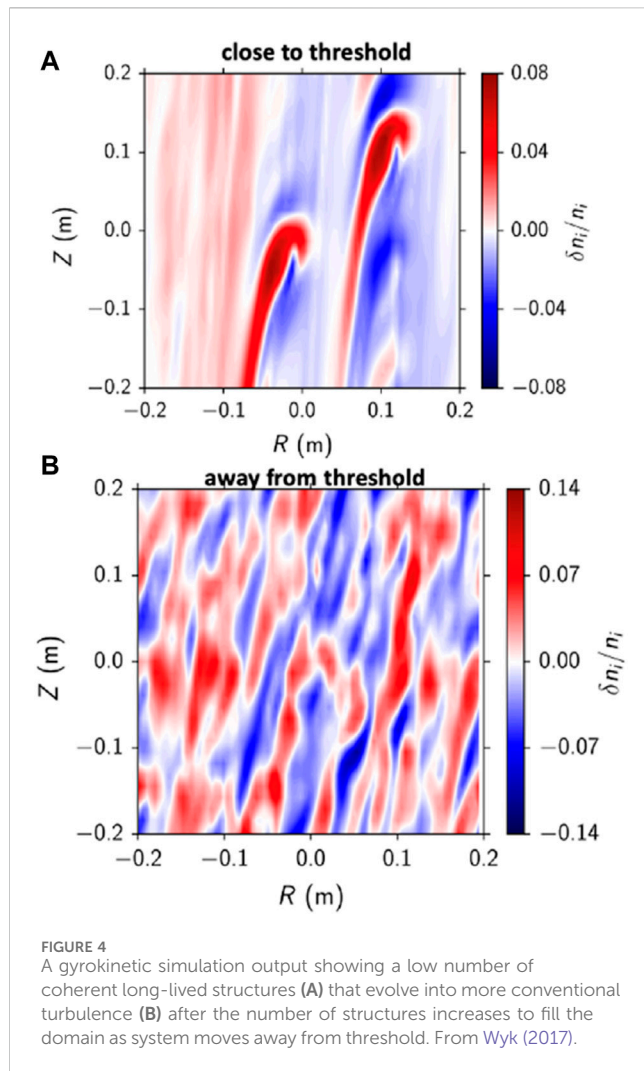 A
close to threshold
0.2
0.1
0.0
−0.1
−0.2
Z (m)
−0.2
−0.1
0.0
0.1
0.2
R (m)
0.08
0.04
0.00
−0.04
−0.08
δni/ni
B
away from threshold
0.2
0.1
0.0
−0.1
−0.2
Z (m)
−0.2
−0.1
0.0
0.1
0.2
R (m)
0.14
0.07
0.00
−0.07
−0.14
δni/ni
FIGURE 4
A gyrokinetic simulation output showing a low number of
coherent long-lived structures (A) that evolve into more conventional
turbulence (B) after the number of structures increases to fill the
domain as system moves away from threshold. From Wyk (2017).